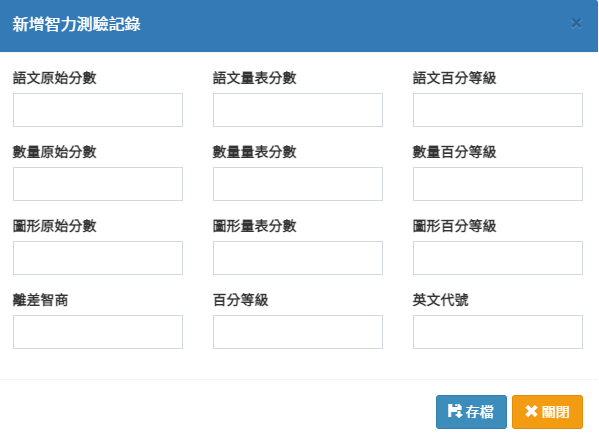 新增智力測驗記錄 ×
語文原始分數 語文量表分數 語文百分等級
數量原始分數 數量量表分數 數量百分等級
圖形原始分數 圖形量表分數 圖形百分等級
離差智商 百分等級 英文代號
存檔 關閉